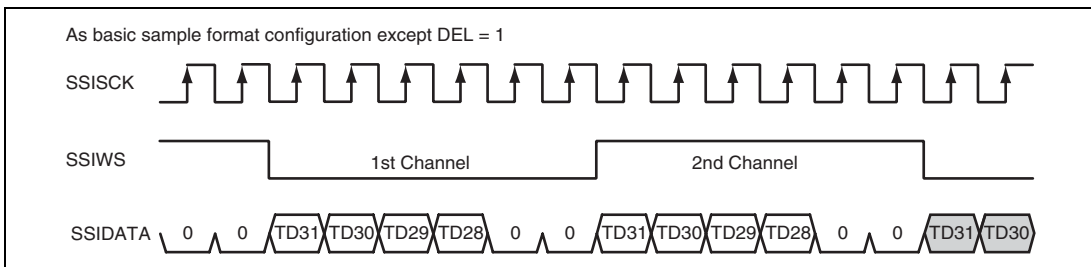 As basic sample format configuration except DEL = 1
SSISCK
SSIWS 1st Channel 2nd Channel
SSIDATA 0 0 TD31 TD30 TD29 TD28 0 0 TD31 TD30 TD29 TD28 0 0 TD31 TD30